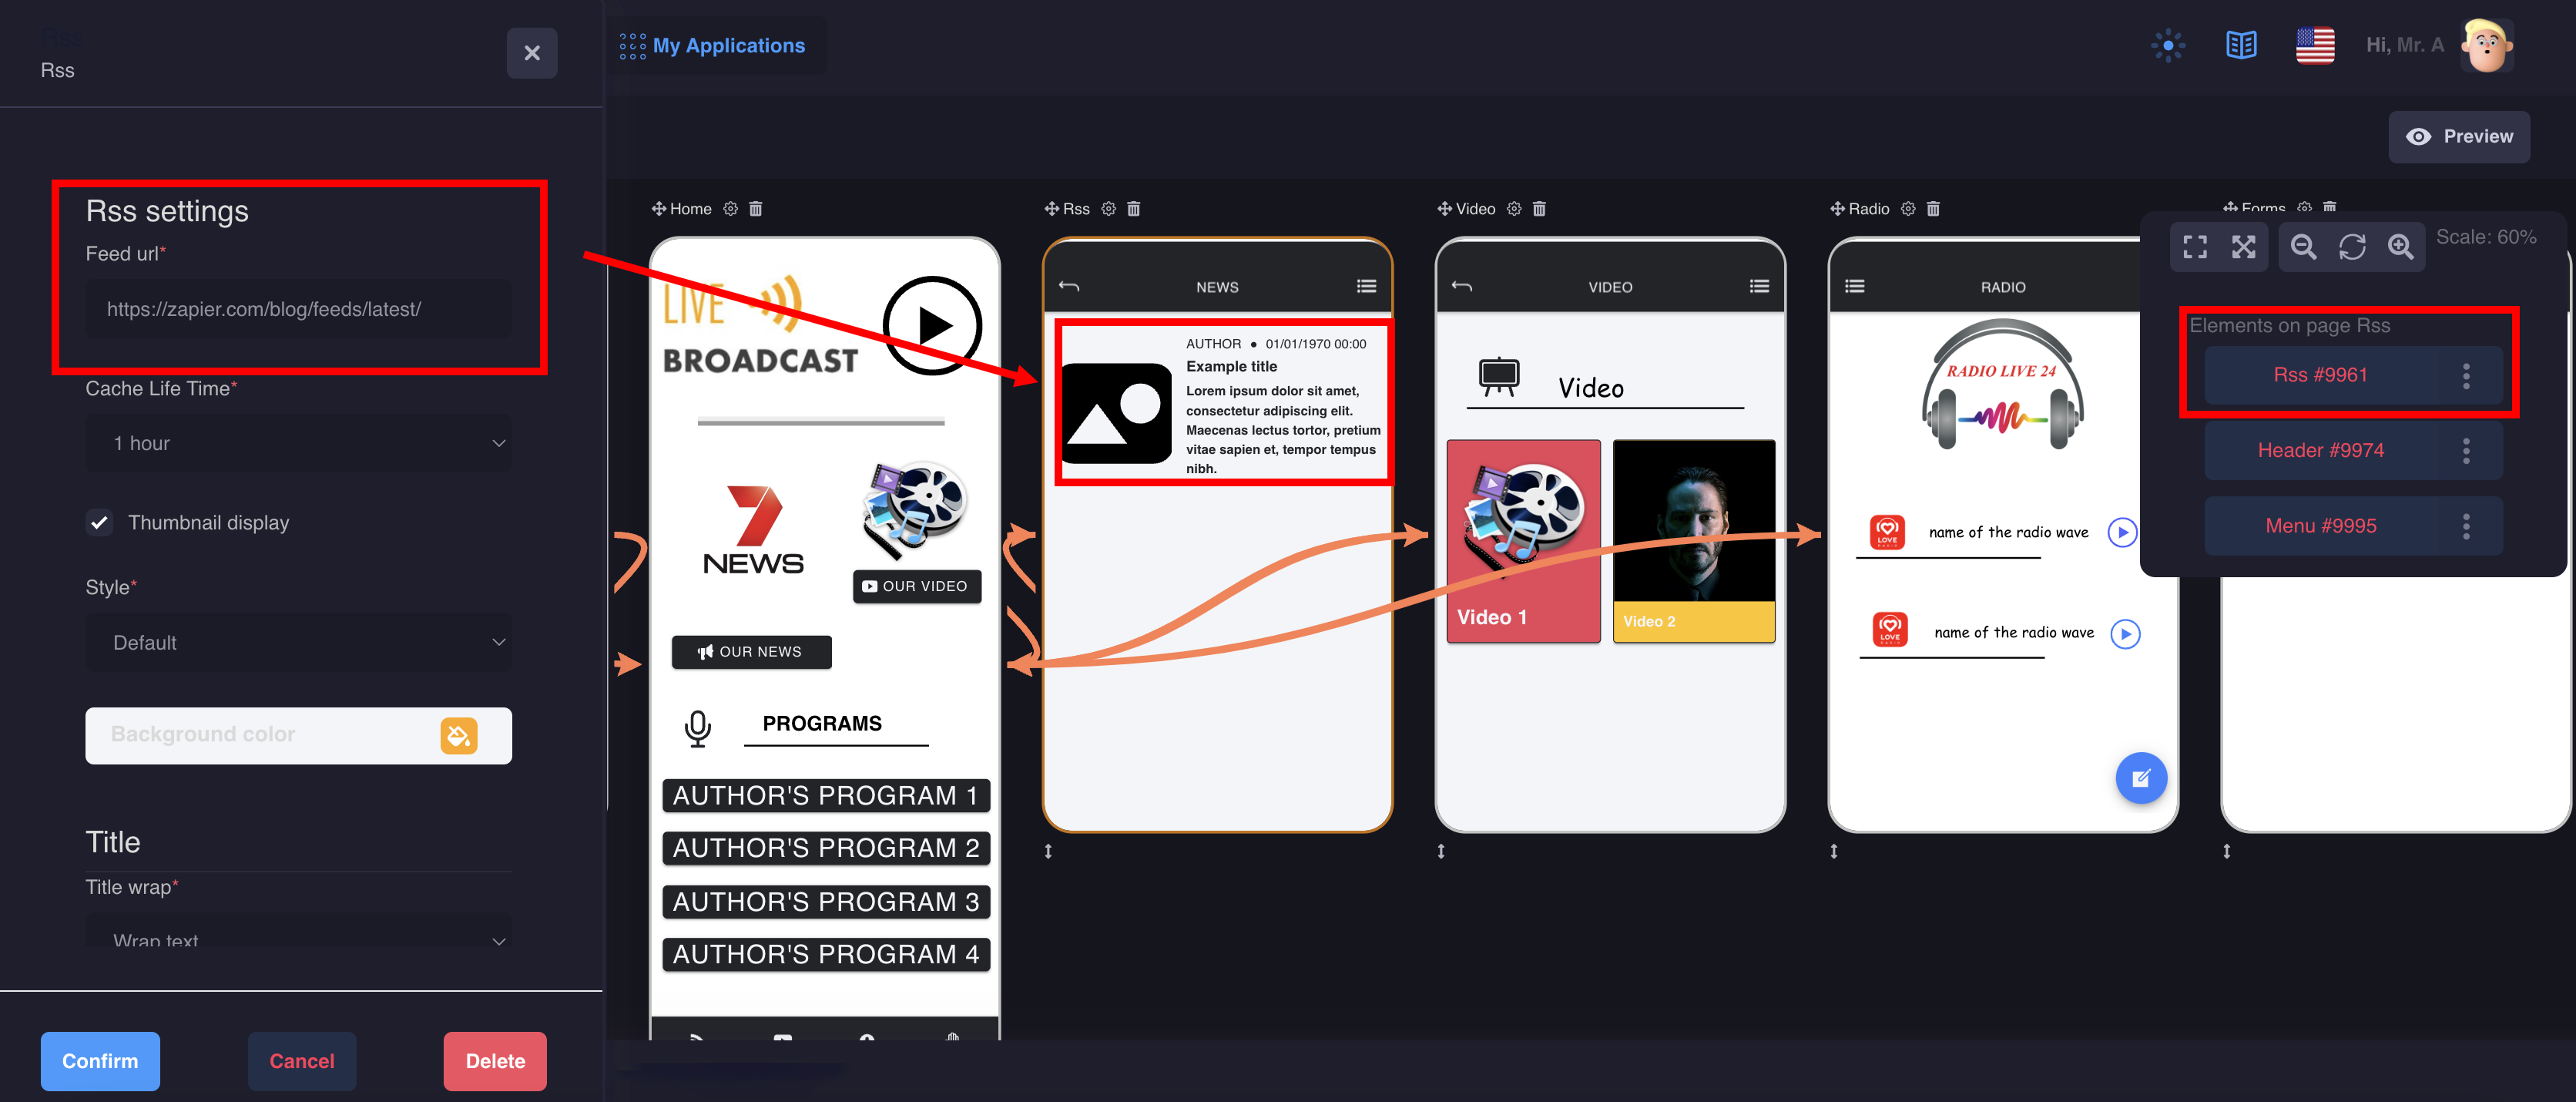 Rss
My Applications
Hi, Mr. A
Preview
Rss settings
Feed url*
https://zapier.com/blog/feeds/latest/
Cache Life Time*
1 hour
Thumbnail display
Style*
Default
Background color
Title
Title wrap*
Wrap text
Confirm
Cancel
Delete
Home
LIVE
BROADCAST
7
NEWS
OUR VIDEO
OUR NEWS
PROGRAMS
AUTHOR'S PROGRAM 1
AUTHOR'S PROGRAM 2
AUTHOR'S PROGRAM 3
AUTHOR'S PROGRAM 4
Rss
NEWS
AUTHOR ● 01/01/1970 00:00
Example title
Lorem ipsum dolor sit amet,
consectetur adipiscing elit.
Maecenas lectus tortor, pretium
vitae sapien et, tempor tempus
nibh.
Video
VIDEO
Video
Video 1
Video 2
Radio
RADIO
RADIO LIVE 24
LOVE
RADIO
name of the radio wave
LOVE
RADIO
name of the radio wave
Forms
Scale: 60%
Elements on page Rss
Rss #9961
Header #9974
Menu #9995